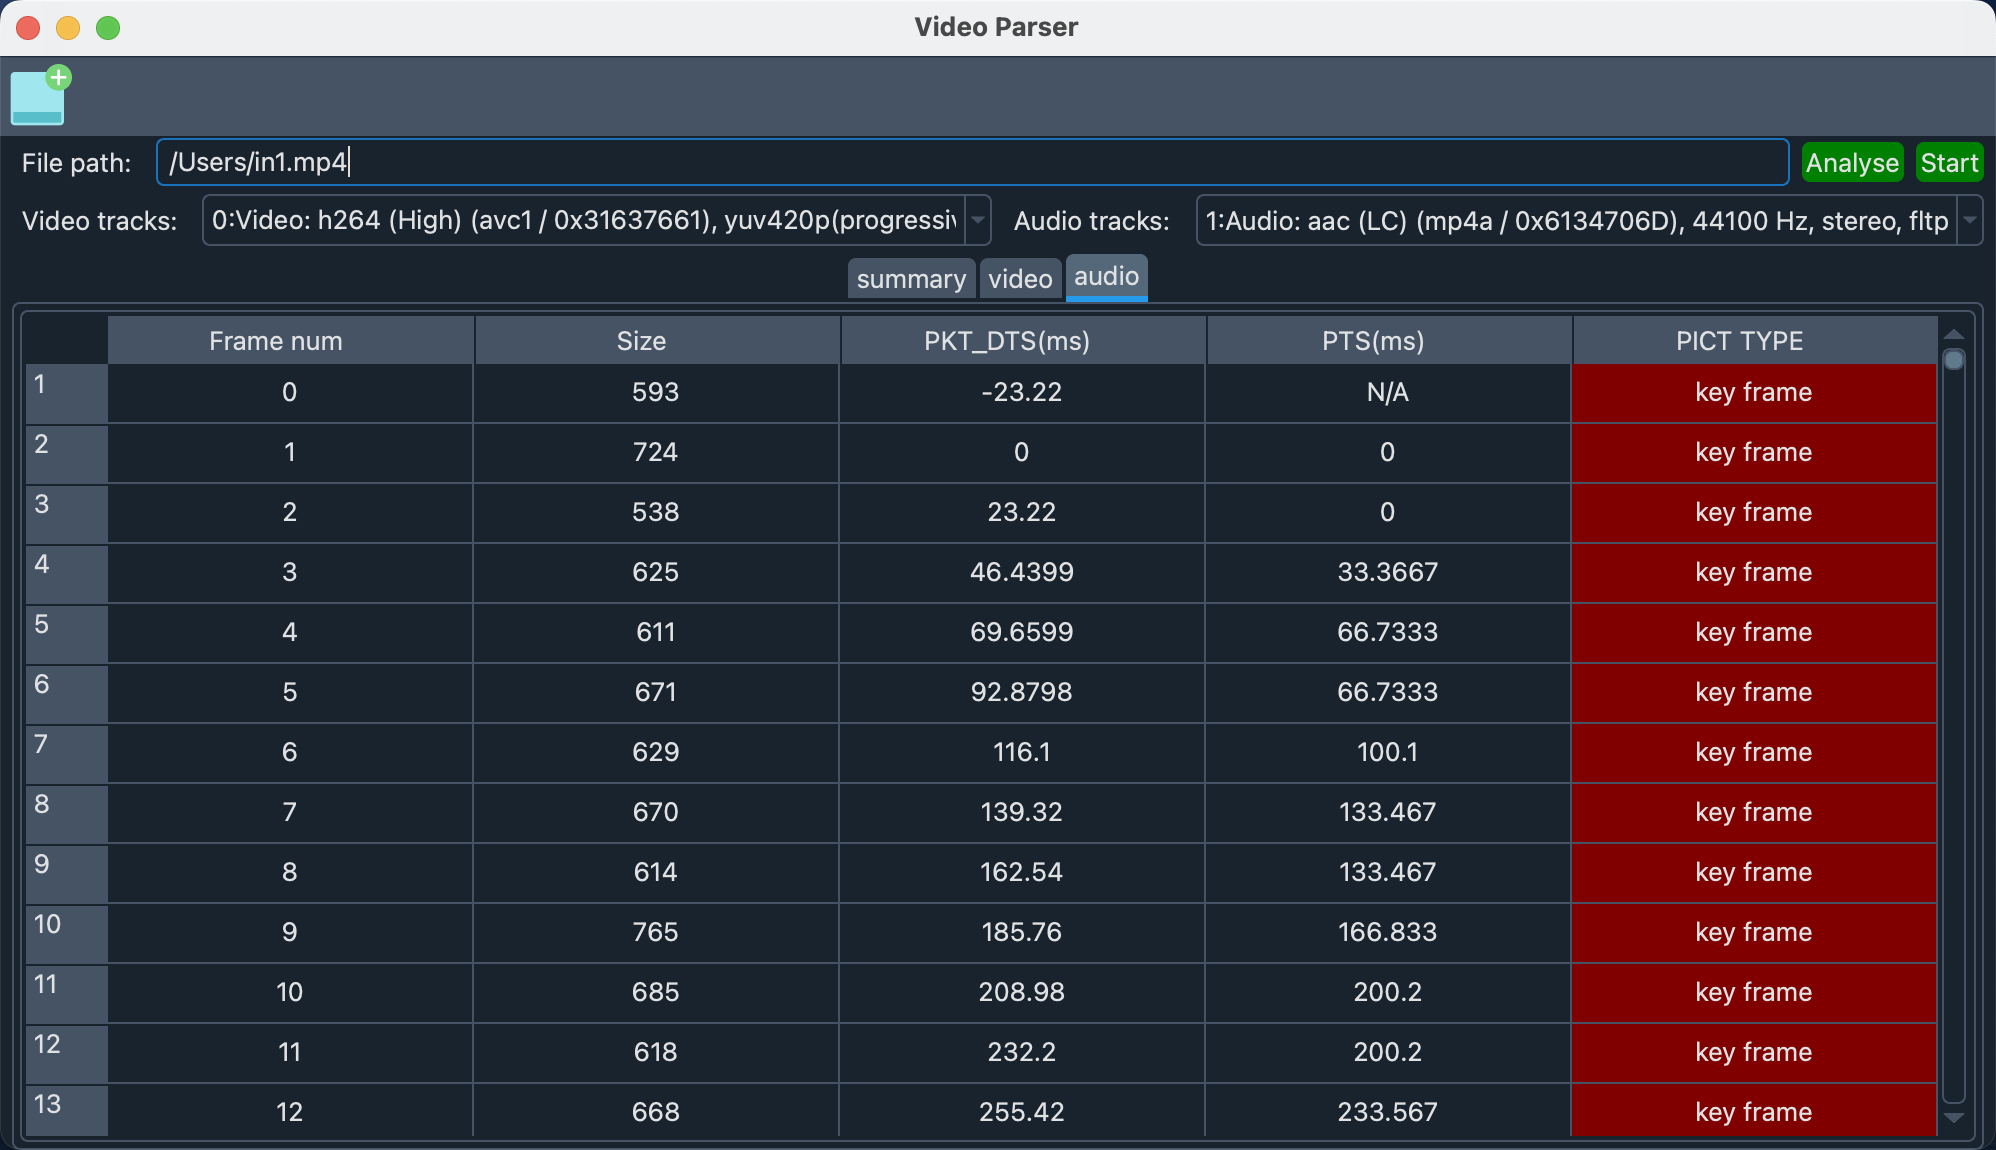 Video Parser
File path: /Users/in1.mp4 Analyse Start
Video tracks: 0:Video: h264 (High) (avc1 / 0x31637661), yuv420p(progressiv Audio tracks: 1:Audio: aac (LC) (mp4a / 0x6134706D), 44100 Hz, stereo, fltp
summary video audio
Frame num Size PKT_DTS(ms) PTS(ms) PICT TYPE
1 0 593 -23.22 N/A key frame
2 1 724 0 0 key frame
3 2 538 23.22 0 key frame
4 3 625 46.4399 33.3667 key frame
5 4 611 69.6599 66.7333 key frame
6 5 671 92.8798 66.7333 key frame
7 6 629 116.1 100.1 key frame
8 7 670 139.32 133.467 key frame
9 8 614 162.54 133.467 key frame
10 9 765 185.76 166.833 key frame
11 10 685 208.98 200.2 key frame
12 11 618 232.2 200.2 key frame
13 12 668 255.42 233.567 key frame